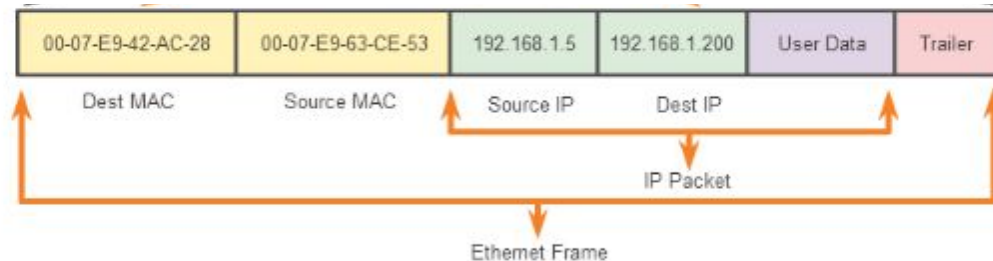 00-07-E9-42-AC-28 00-07-E9-63-CE-53 192.168.1.5 192.168.1.200 User Data Trailer
Dest MAC Source MAC Source IP Dest IP
IP Packet
Ethernet Frame